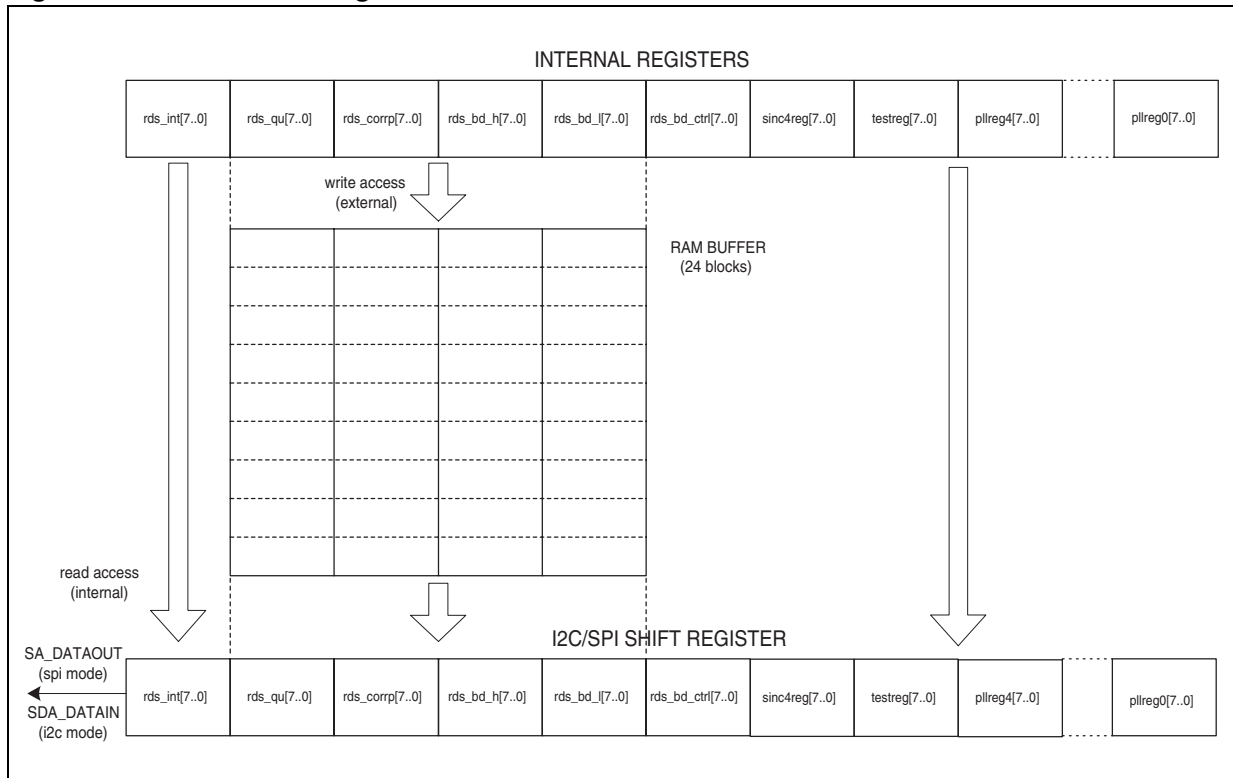 INTERNAL REGISTERS
rds_int[7..0] rds_qu[7..0] rds_corrp[7..0] rds_bd_h[7..0] rds_bd_l[7..0] rds_bd_ctrl[7..0] sinc4reg[7..0] testreg[7..0] pllreg4[7..0] pllreg0[7..0]
write access
(external)
RAM BUFFER
(24 blocks)
read access
(internal)
I2C/SPI SHIFT REGISTER
SA_DATAOUT
(spi mode)
SDA_DATAIN
(i2c mode)
rds_int[7..0] rds_qu[7..0] rds_corrp[7..0] rds_bd_h[7..0] rds_bd_l[7..0] rds_bd_ctrl[7..0] sinc4reg[7..0] testreg[7..0] pllreg4[7..0] pllreg0[7..0]